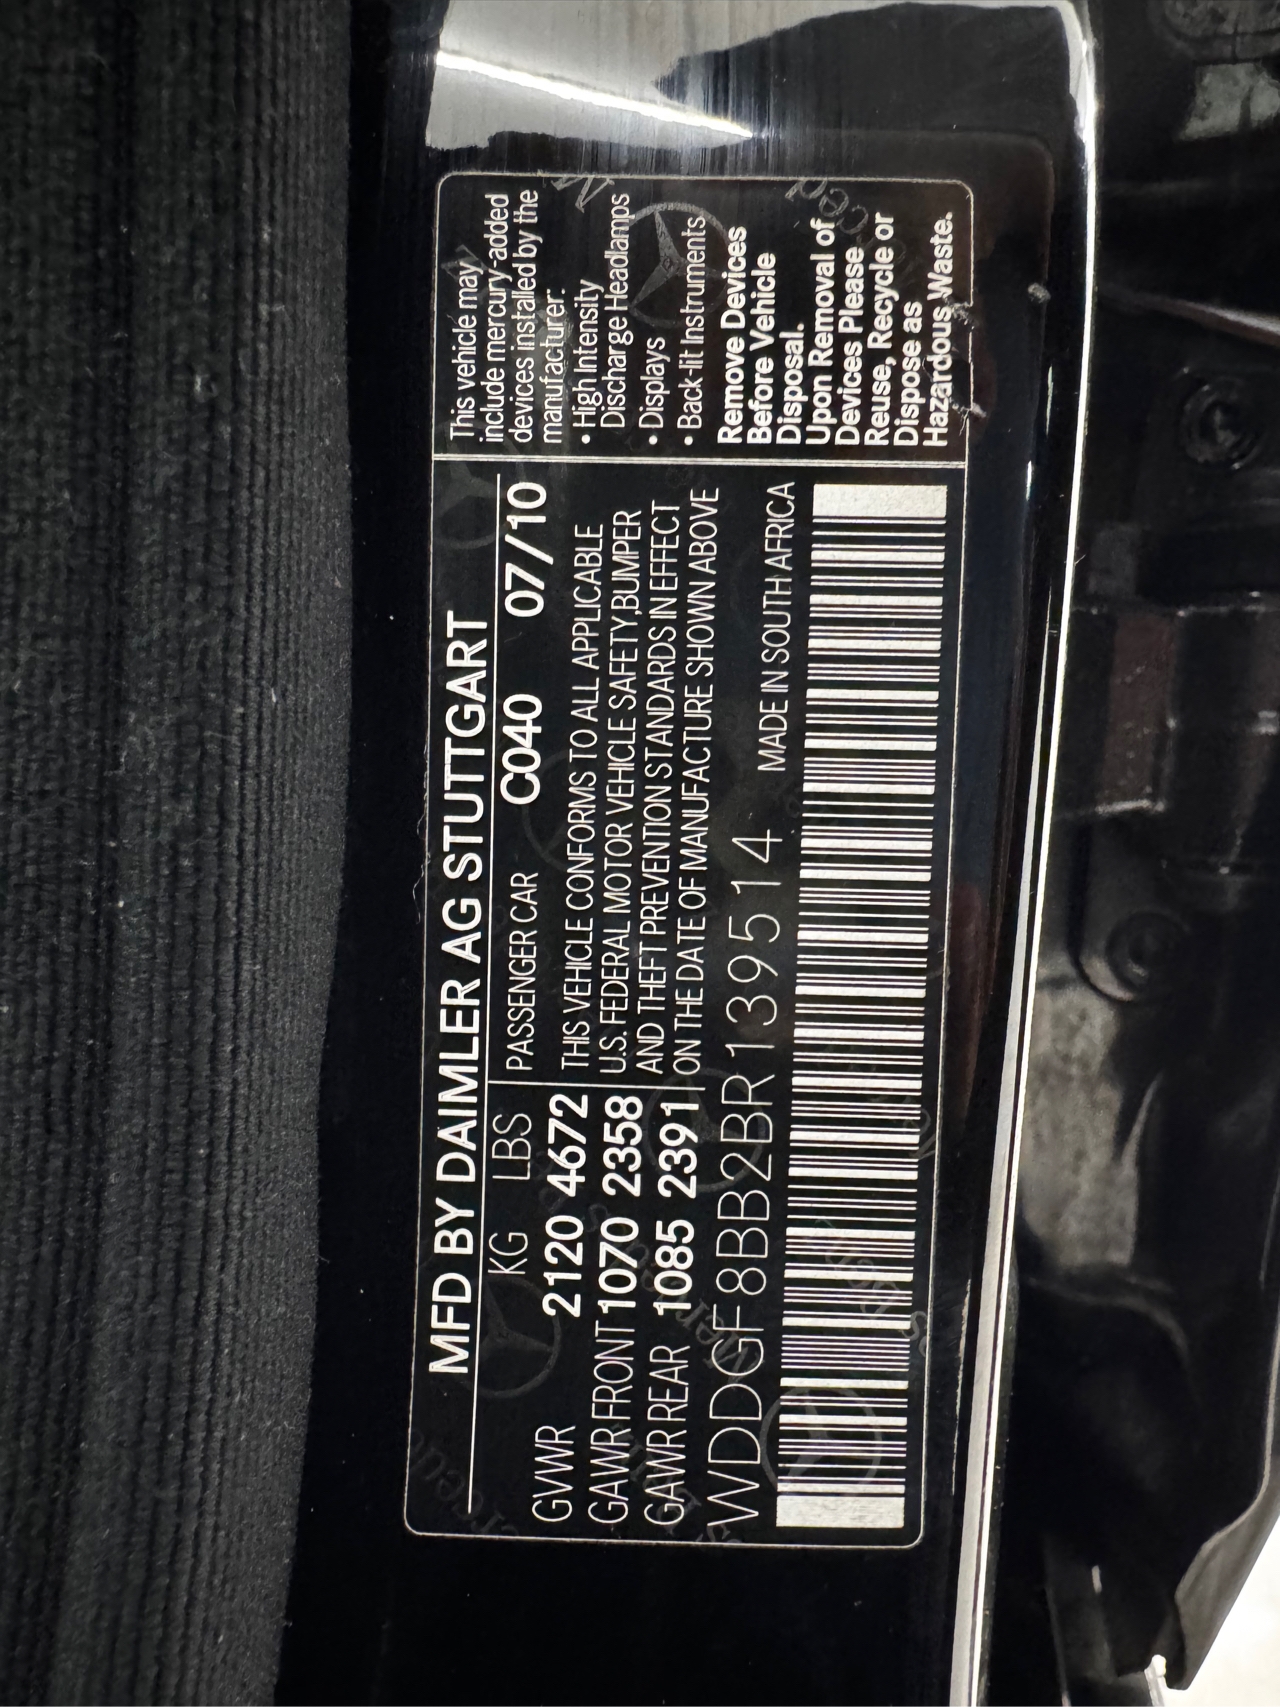 MFD BY DAIMLER AG STUTTGART
KG LBS PASSENGER CAR C040 07/10
GVWR 2120 4672
GAWR FRONT 1070 2358
GAWR REAR 1085 2391
THIS VEHICLE CONFORMS TO ALL APPLICABLE
U.S. FEDERAL MOTOR VEHICLE SAFETY,BUMPER
AND THEFT PREVENTION STANDARDS IN EFFECT
ON THE DATE OF MANUFACTURE SHOWN ABOVE
WDDGF8BB2BR139514 MADE IN SOUTH AFRICA
This vehicle may
include mercury-added
devices installed by the
manufacturer:
• High Intensity
Discharge Headlamps
• Displays
• Back-lit Instruments
Remove Devices
Before Vehicle
Disposal.
Upon Removal of
Devices Please
Reuse, Recycle or
Dispose as
Hazardous Waste.